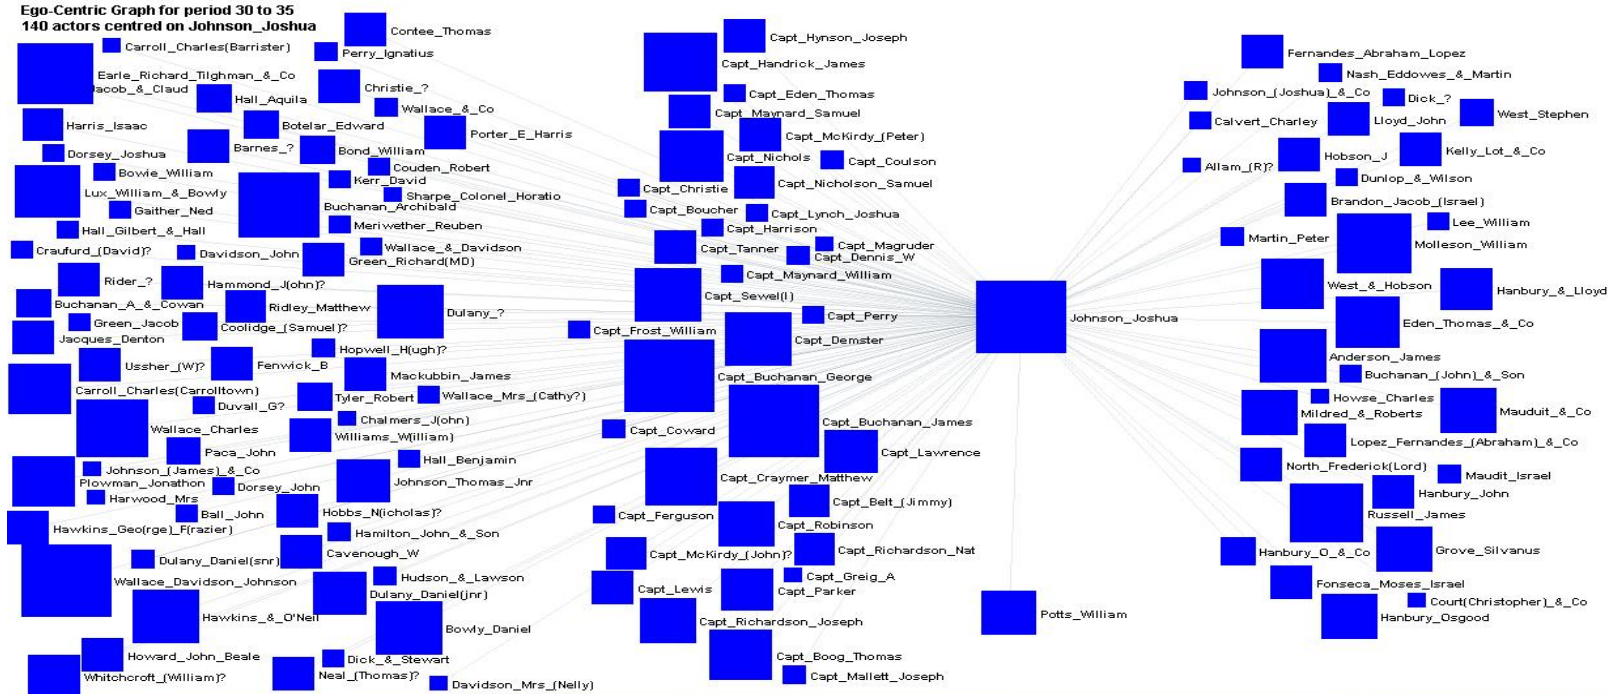 Ego-Centric Graph for period 30 to 35
140 actors centred on Johnson_Joshua
Contee_Thomas
Carroll_Charles(Barrister)
Perry_Ignatius
Earle_Richard_Tilghman_&_Co
Jacob_&_Claud
Christie_?
Hall_Aquila
Wallace_&_Co
Harris_Isaac
Botelar_Edward
Porter_E_Harris
Barnes_?
Bond_William
Dorsey_Joshua
Couden_Robert
Bowie_William
Kerr_David
Lux_William_&_Bowly
Sharpe_Colonel_Horatio
Buchanan_Archibald
Gaither_Ned
Meriwether_Reuben
Hall_Gilbert_&_Hall
Wallace_&_Davidson
Craufurd_(David)?
Davidson_John
Green_Richard(MD)
Rider_?
Hammond_J(ohn)?
Buchanan_A_&_Cowan
Ridley_Matthew
Dulany_?
Green_Jacob
Coolidge_(Samuel)?
Jacques_Denton
Hopwell_H(ugh)?
Ussher_(W)?
Fenwick_B
Mackubbin_James
Carroll_Charles(Carrolltown)
Tyler_Robert
Wallace_Mrs_(Cathy?)
Duvall_G?
Chalmers_J(ohn)
Wallace_Charles
Williams_W(illiam)
Paca_John
Hall_Benjamin
Johnson_(James)_&_Co
Plowman_Jonathon
Dorsey_John
Johnson_Thomas_Jnr
Harwood_Mrs
Ball_John
Hobbs_N(icholas)?
Hawkins_Geo(rge)_F(razier)
Hamilton_John_&_Son
Cavenough_W
Dulany_Daniel(snr)
Wallace_Davidson_Johnson
Hudson_&_Lawson
Dulany_Daniel(jnr)
Hawkins_&_O'Neil
Bowly_Daniel
Howard_John_Beale
Dick_&_Stewart
Whitchcroft_(William)?
Neal_(Thomas)?
Davidson_Mrs_(Nelly)
Capt_Hynson_Joseph
Capt_Handrick_James
Capt_Eden_Thomas
Capt_Maynard_Samuel
Capt_McKirdy_(Peter)
Capt_Nichols
Capt_Coulson
Capt_Christie
Capt_Nicholson_Samuel
Capt_Boucher
Capt_Lynch_Joshua
Capt_Harrison
Capt_Tanner
Capt_Magruder
Capt_Dennis_W
Capt_Maynard_William
Capt_Sewel(l)
Capt_Perry
Capt_Frost_William
Capt_Demster
Capt_Buchanan_George
Capt_Buchanan_James
Capt_Coward
Capt_Lawrence
Capt_Craymer_Matthew
Capt_Belt_(Jimmy)
Capt_Ferguson
Capt_Robinson
Capt_McKirdy_(John)?
Capt_Richardson_Nat
Capt_Greig_A
Capt_Lewis
Capt_Parker
Capt_Richardson_Joseph
Capt_Boog_Thomas
Capt_Mallett_Joseph
Johnson_Joshua
Potts_William
Fernandes_Abraham_Lopez
Nash_Eddowes_&_Martin
Johnson_(Joshua)_&_Co
Dick_?
Calvert_Charley
Lloyd_John
West_Stephen
Hobson_J
Kelly_Lot_&_Co
Allam_(R)?
Dunlop_&_Wilson
Brandon_Jacob_(Israel)
Lee_William
Martin_Peter
Molleson_William
West_&_Hobson
Hanbury_&_Lloyd
Eden_Thomas_&_Co
Anderson_James
Buchanan_(John)_&_Son
Howse_Charles
Mildred_&_Roberts
Mauduit_&_Co
Lopez_Fernandes_(Abraham)_&_Co
North_Frederick(Lord)
Maudit_Israel
Hanbury_John
Russell_James
Hanbury_O_&_Co
Grove_Silvanus
Fonseca_Moses_Israel
Court(Christopher)_&_Co
Hanbury_Osgood